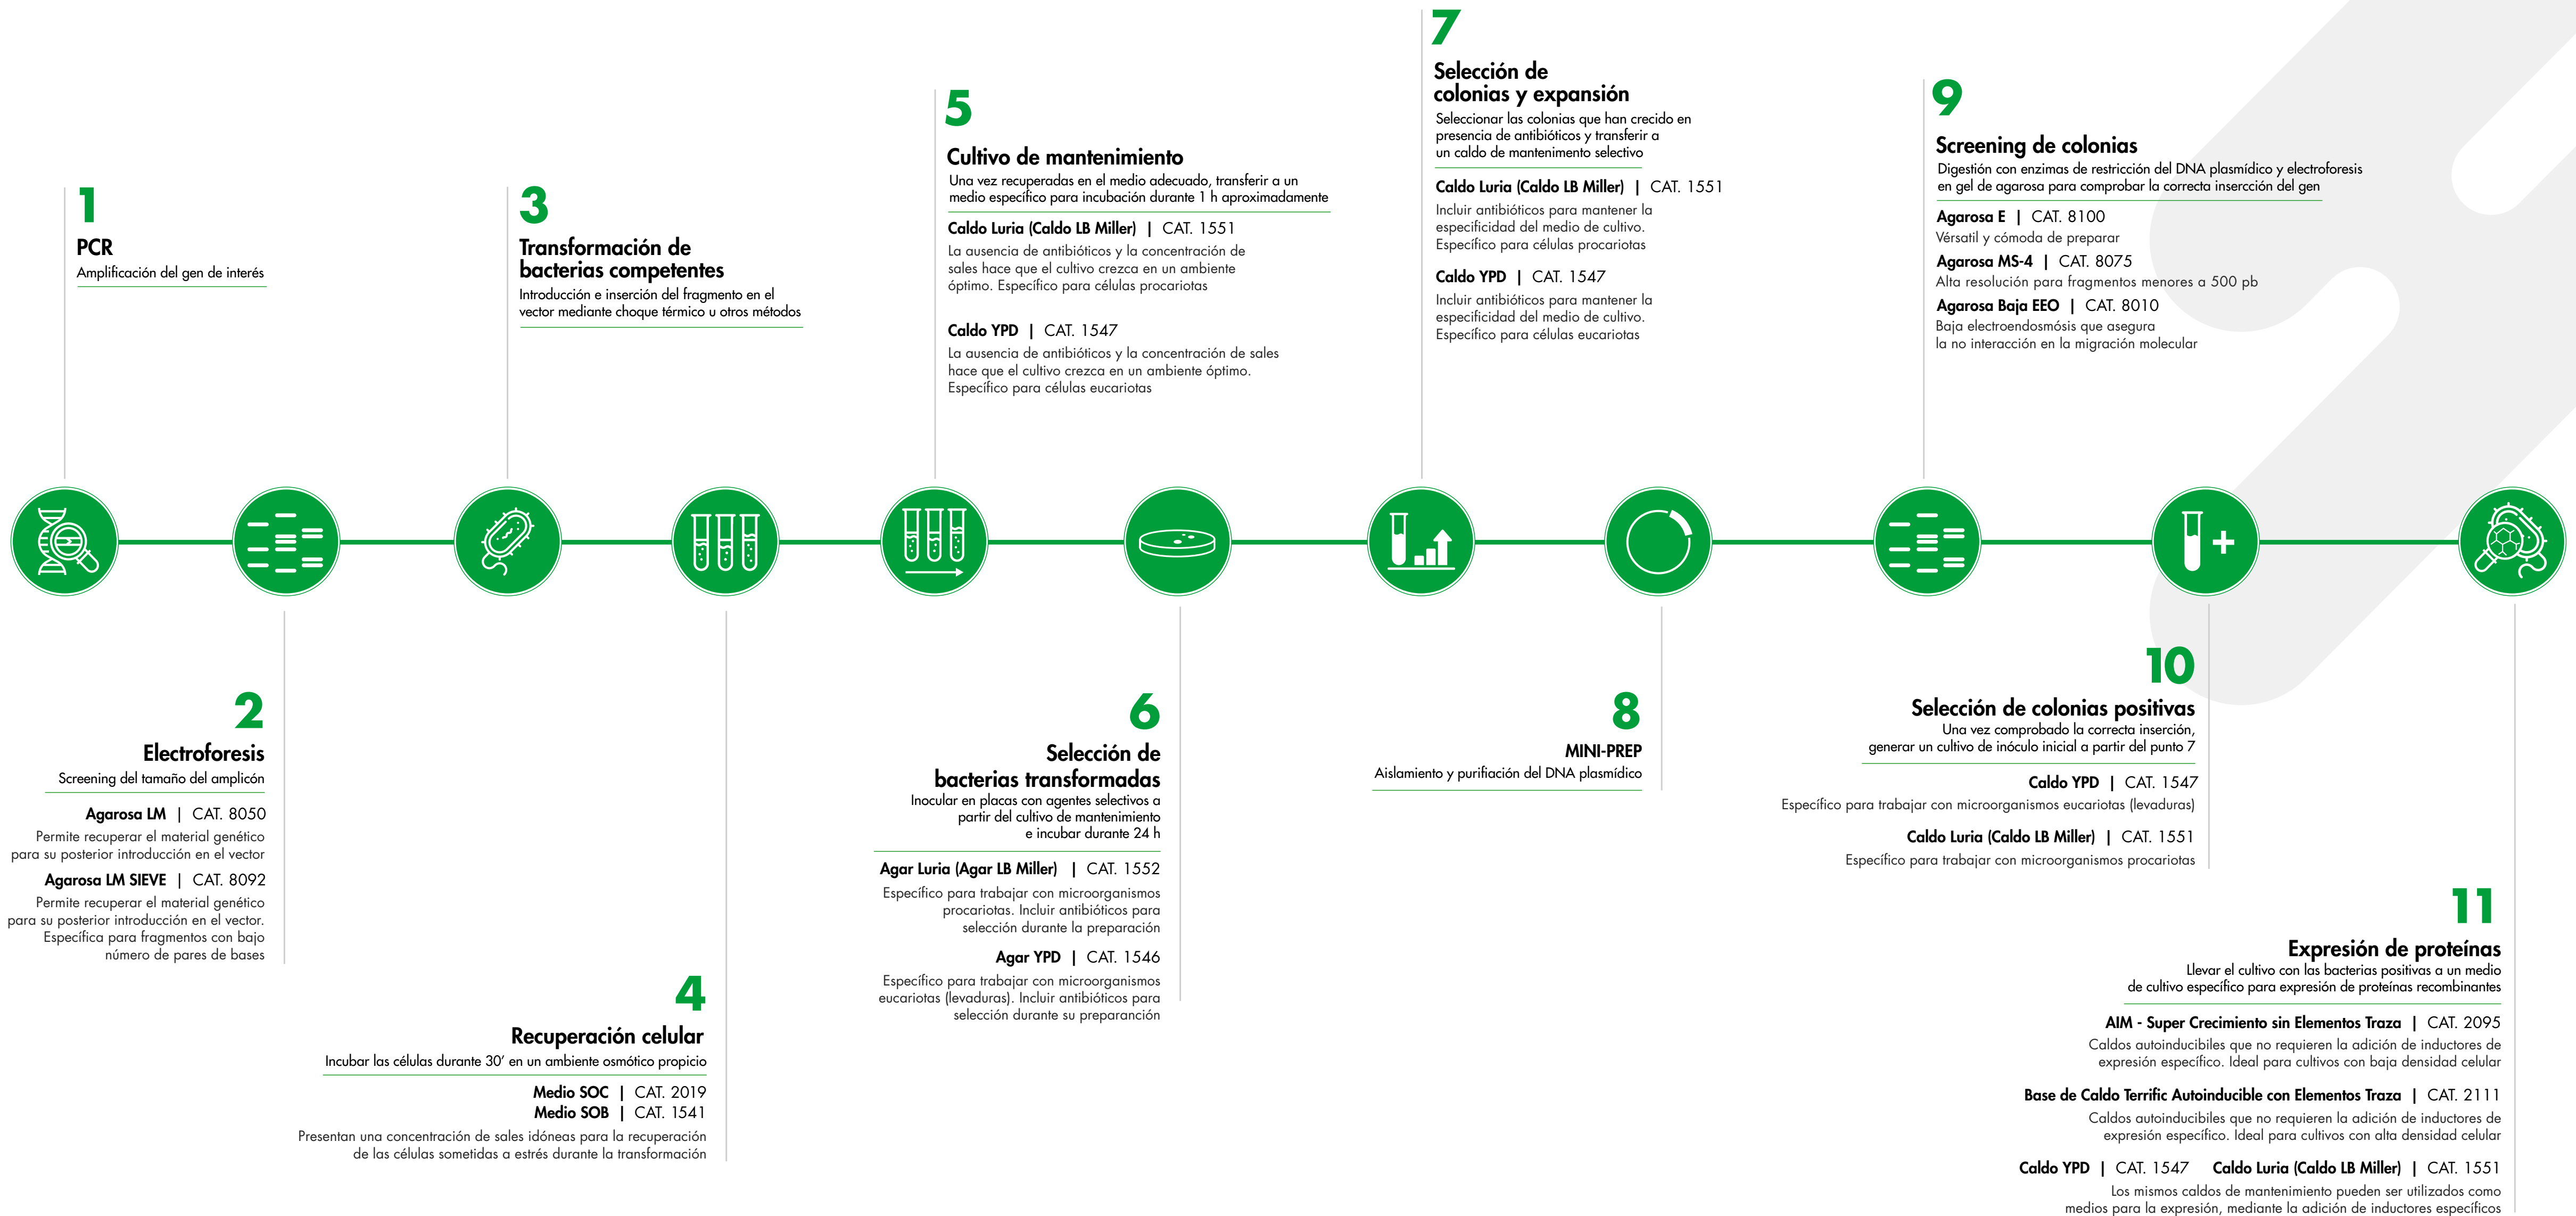 1
PCR
Amplificación del gen de interés
2
Electroforesis
Screening del tamaño del amplicón
Agarosa LM | CAT. 8050
Permite recuperar el material genético
para su posterior introducción en el vector
Agarosa LM SIEVE | CAT. 8092
Permite recuperar el material genético
para su posterior introducción en el vector.
Específica para fragmentos con bajo
número de pares de bases
3
Transformación de
bacterias competentes
Introducción e inserción del fragmento en el
vector mediante choque térmico u otros métodos
4
Recuperación celular
Incubar las células durante 30’ en un ambiente osmótico propicio
Medio SOC | CAT. 2019
Medio SOB | CAT. 1541
Presentan una concentración de sales idóneas para la recuperación
de las células sometidas a estrés durante la transformación
5
Cultivo de mantenimiento
Una vez recuperadas en el medio adecuado, transferir a un
medio específico para incubación durante 1 h aproximadamente
Caldo Luria (Caldo LB Miller) | CAT. 1551
La ausencia de antibióticos y la concentración de
sales hace que el cultivo crezca en un ambiente
óptimo. Específico para células procariotas
Caldo YPD | CAT. 1547
La ausencia de antibióticos y la concentración de sales
hace que el cultivo crezca en un ambiente óptimo.
Específico para células eucariotas
6
Selección de
bacterias transformadas
Inocular en placas con agentes selectivos a
partir del cultivo de mantenimiento
e incubar durante 24 h
Agar Luria (Agar LB Miller) | CAT. 1552
Específico para trabajar con microorganismos
procariotas. Incluir antibióticos para
selección durante la preparación
Agar YPD | CAT. 1546
Específico para trabajar con microorganismos
eucariotas (levaduras). Incluir antibióticos para
selección durante su preparanción
7
Selección de
colonias y expansión
Seleccionar las colonias que han crecido en
presencia de antibióticos y transferir a
un caldo de mantenimento selectivo
Caldo Luria (Caldo LB Miller) | CAT. 1551
Incluir antibióticos para mantener la
especificidad del medio de cultivo.
Específico para células procariotas
Caldo YPD | CAT. 1547
Incluir antibióticos para mantener la
especificidad del medio de cultivo.
Específico para células eucariotas
8
MINI-PREP
Aislamiento y purifiación del DNA plasmídico
9
Screening de colonias
Digestión con enzimas de restricción del DNA plasmídico y electroforesis
en gel de agarosa para comprobar la correcta insercción del gen
Agarosa E | CAT. 8100
Vérsatil y cómoda de preparar
Agarosa MS-4 | CAT. 8075
Alta resolución para fragmentos menores a 500 pb
Agarosa Baja EEO | CAT. 8010
Baja electroendosmósis que asegura
la no interacción en la migración molecular
10
Selección de colonias positivas
Una vez comprobado la correcta inserción,
generar un cultivo de inóculo inicial a partir del punto 7
Caldo YPD | CAT. 1547
Específico para trabajar con microorganismos eucariotas (levaduras)
Caldo Luria (Caldo LB Miller) | CAT. 1551
Específico para trabajar con microorganismos procariotas
11
Expresión de proteínas
Llevar el cultivo con las bacterias positivas a un medio
de cultivo específico para expresión de proteínas recombinantes
AIM - Super Crecimiento sin Elementos Traza | CAT. 2095
Caldos autoinducibiles que no requieren la adición de inductores de
expresión específico. Ideal para cultivos con baja densidad celular
Base de Caldo Terrific Autoinducible con Elementos Traza | CAT. 2111
Caldos autoinducibiles que no requieren la adición de inductores de
expresión específico. Ideal para cultivos con alta densidad celular
Caldo YPD | CAT. 1547 Caldo Luria (Caldo LB Miller) | CAT. 1551
Los mismos caldos de mantenimiento pueden ser utilizados como
medios para la expresión, mediante la adición de inductores específicos